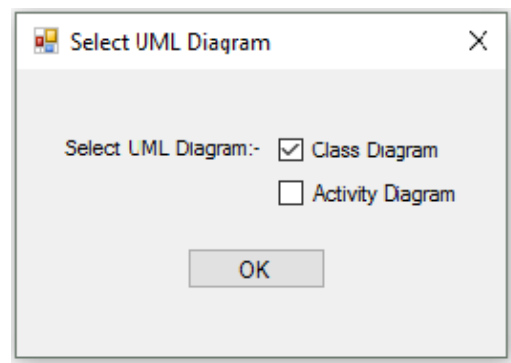 Select UML Diagram
Select UML Diagram:- Class Diagram
Activity Diagram
OK